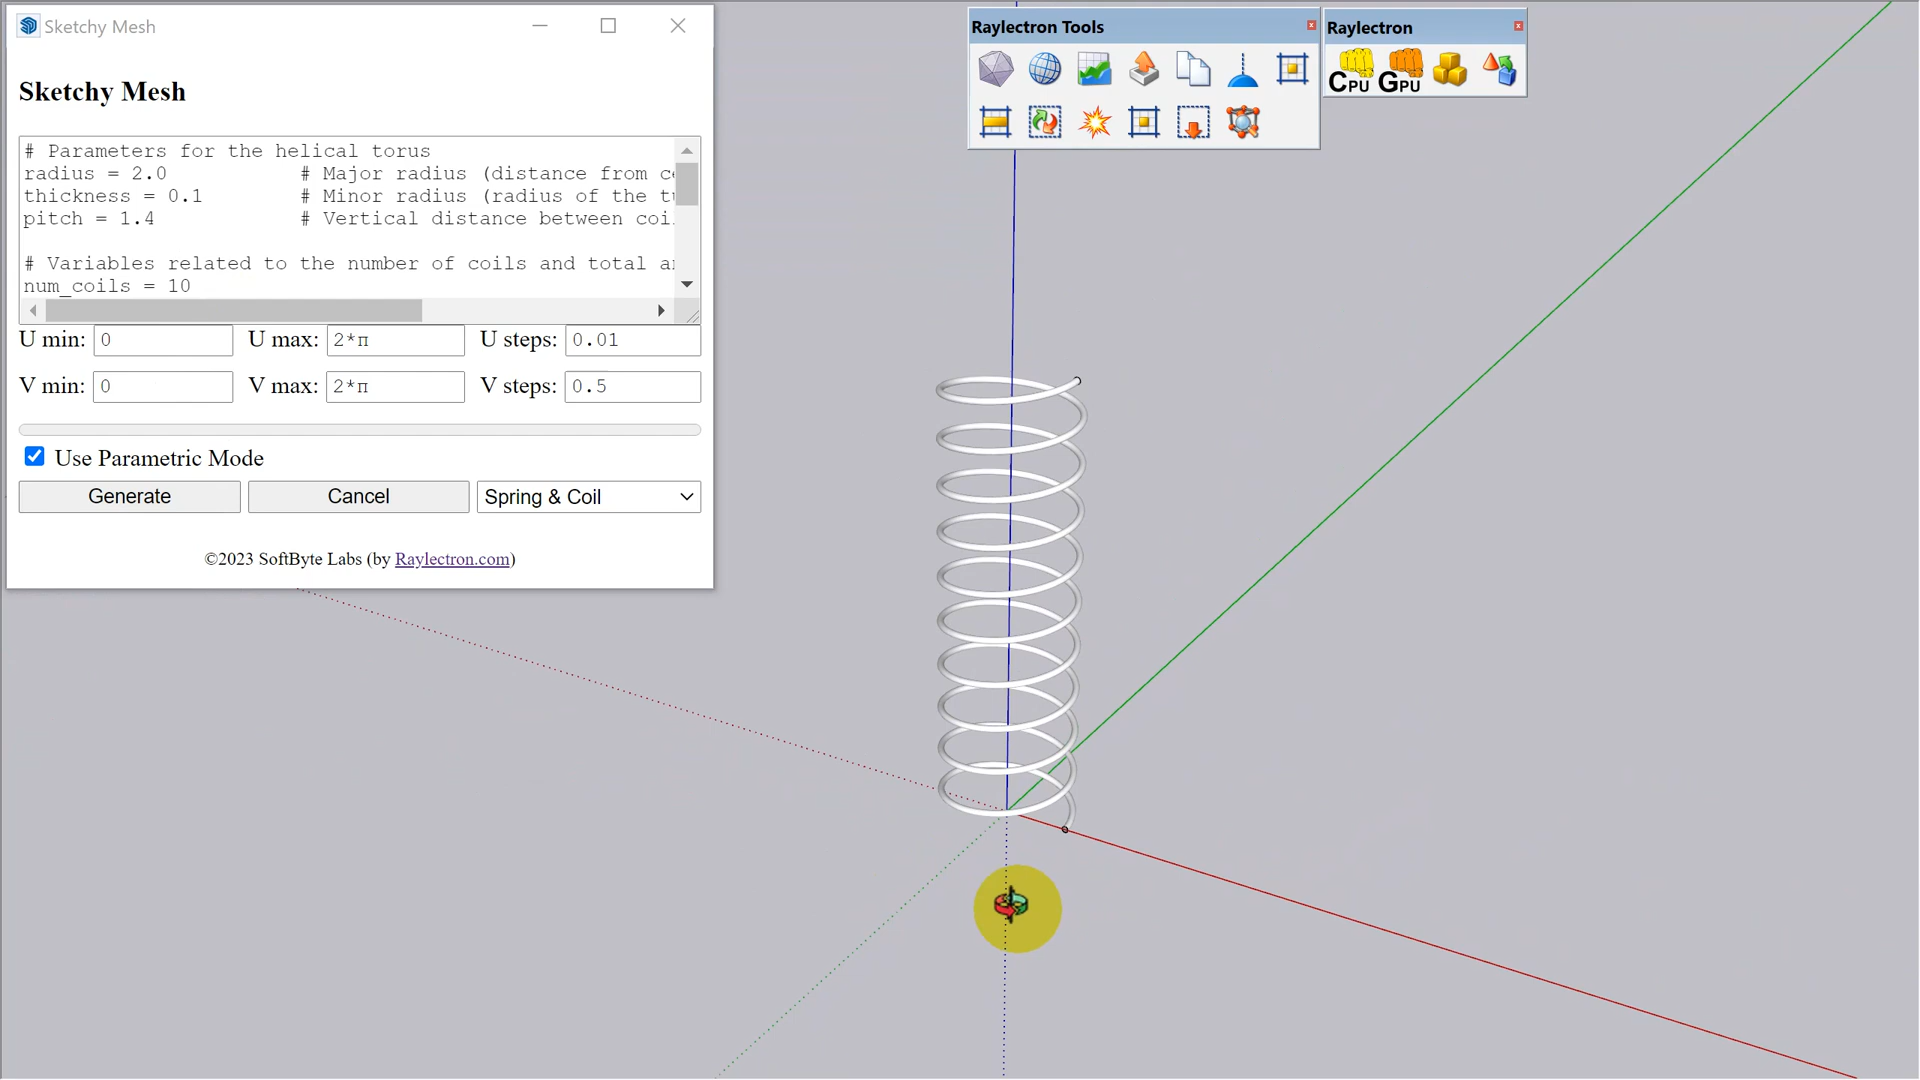 Sketchy Mesh
Sketchy Mesh
# Parameters for the helical torus
radius = 2.0 # Major radius (distance from
thickness = 0.1 # Minor radius (radius of the
pitch = 1.4 # Vertical distance between
# Variables related to the number of coils and total
num_coils = 10
U min: 0 U max: 2*π U steps: 0.01
V min: 0 V max: 2*π V steps: 0.5
Use Parametric Mode
Generate Cancel Spring & Coil
©2023 SoftByte Labs (by Raylectron.com)
Raylectron Tools
Raylectron
CPU GPU